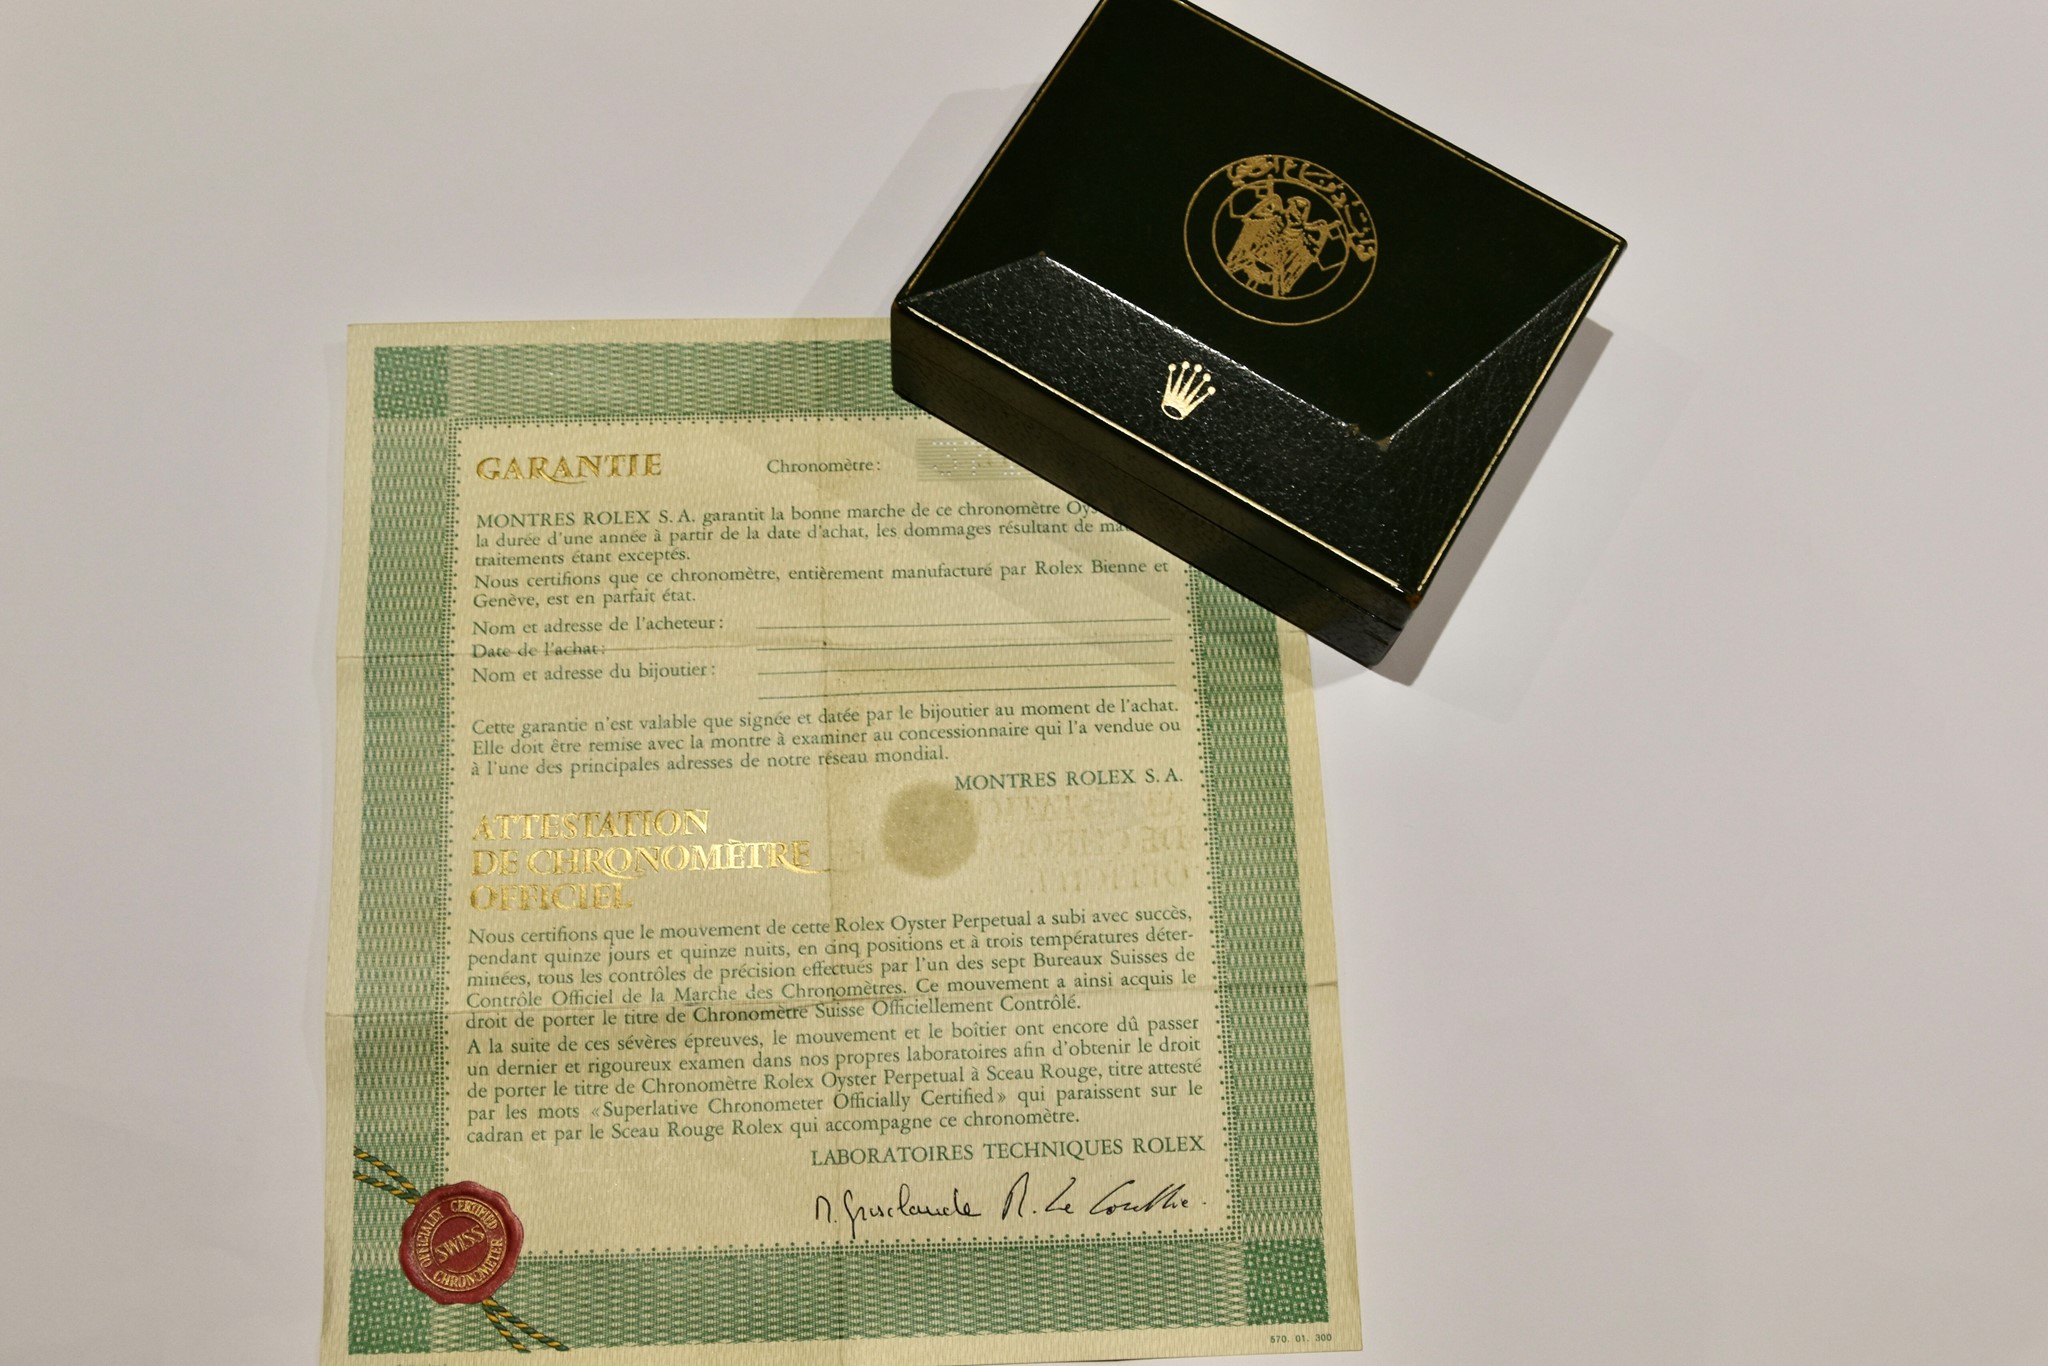 GARANTIE
Chronomètre:
MONTRES ROLEX S. A. garantit la bonne marche de ce chronomètre
la durée d'une année à partir de la date d'achat, les dommages résultant de
traitements étant exceptés.
Nous certifions que ce chronomètre, entièrement manufacturé par Rolex Bienne et
Genève, est en parfait état.
Nom et adresse de l'acheteur:
Date de l'achat:
Nom et adresse du bijoutier:
Cette garantie n'est valable que signée et datée par le bijoutier au moment de l'achat.
Elle doit être remise avec la montre à examiner au concessionnaire qui l'a vendue ou
à l'une des principales adresses de notre réseau mondial.
MONTRES ROLEX S. A.
ATTESTATION
DE CHRONOMÈTRE
OFFICIEL
Nous certifions que le mouvement de cette Rolex Oyster Perpetual a subi avec succès,
pendant quinze jours et quinze nuits, en cinq positions et à trois températures déter-
minées, tous les contrôles de précision effectués par l'un des sept Bureaux Suisses de
Contrôle Officiel de la Marche des Chronomètres. Ce mouvement a ainsi acquis le
droit de porter le titre de Chronomètre Suisse Officiellement Contrôlé.
A la suite de ces sévères épreuves, le mouvement et le boîtier ont encore dû passer
un dernier et rigoureux examen dans nos propres laboratoires afin d'obtenir le droit
de porter le titre de Chronomètre Rolex Oyster Perpetual à Sceau Rouge, titre attesté
par les mots «Superlative Chronometer Officially Certified» qui paraissent sur le
cadran et par le Sceau Rouge Rolex qui accompagne ce chronomètre.
LABORATOIRES TECHNIQUES ROLEX
OFFICIALLY CERTIFIED
SWISS
CHRONOMETER
570. 01. 300